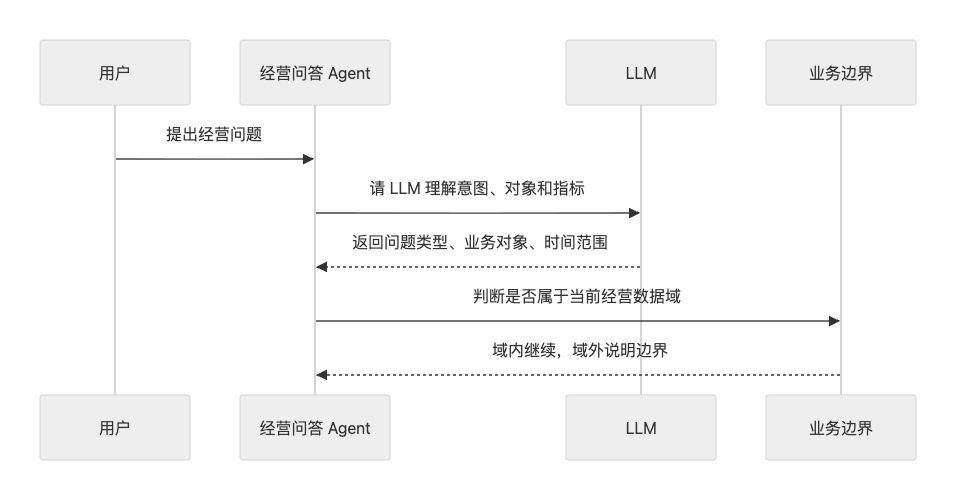 用户
经营问答 Agent
LLM
业务边界
提出经营问题
请 LLM 理解意图、对象和指标
返回问题类型、业务对象、时间范围
判断是否属于当前经营数据域
域内继续，域外说明边界
用户
经营问答 Agent
LLM
业务边界